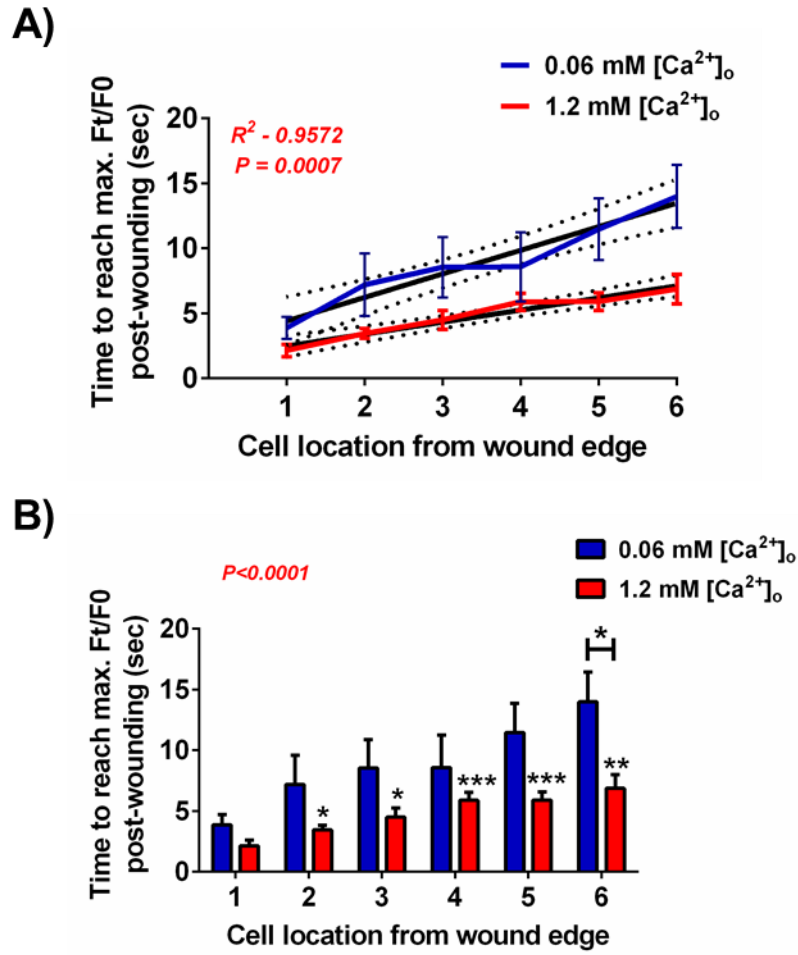 A)
0.06 mM [Ca²⁺]ₒ
1.2 mM [Ca²⁺]ₒ
R² - 0.9572
P = 0.0007
Time to reach max. Ft/F0
post-wounding (sec)
20
15
10
5
0
1 2 3 4 5 6
Cell location from wound edge
B)
0.06 mM [Ca²⁺]ₒ
1.2 mM [Ca²⁺]ₒ
P<0.0001
Time to reach max. Ft/F0
post-wounding (sec)
20
15
10
5
0
*
* * *** *** **
1 2 3 4 5 6
Cell location from wound edge